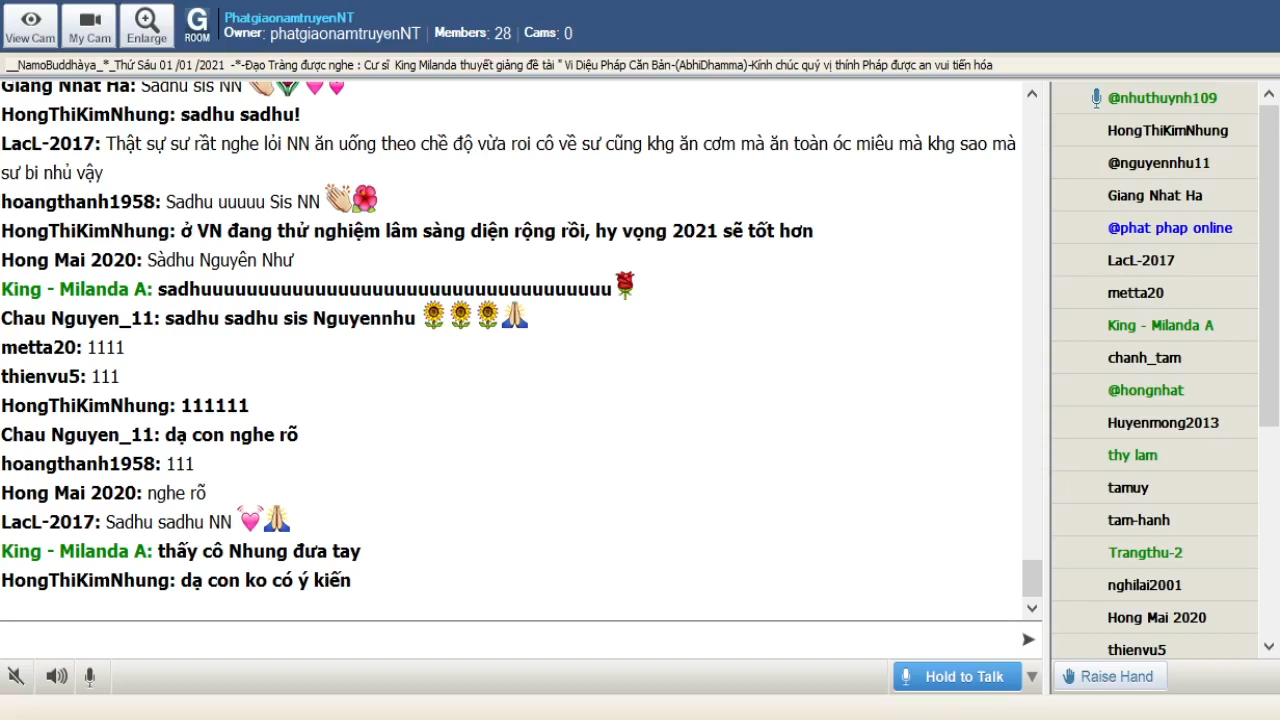 View Cam
My Cam
Enlarge
G
ROOM
PhatgiaonamtruyenNT
Owner: phatgiaonamtruyenNT | Members: 28 | Cams: 0
__NamoBuddhàya_*_Thứ Sáu 01 /01 /2021 -*-Đạo Tràng được nghe : Cư sĩ King Milanda thuyết giảng đề tài " Vi Diệu Pháp Căn Bản-(AbhiDhamma)-Kính chúc quý vị thính Pháp được an vui tiến hóa
Giang Nhat Ha: Sadhu sis NN 👏🌷💗💗
HongThiKimNhung: sadhu sadhu!
LacL-2017: Thật sự sư rất nghe lỏi NN ăn uống theo chề độ vừa roi cô về sư cũng khg ăn cơm mà ăn toàn óc miêu mà khg sao mà
sư bi nhủ vậy
hoangthanh1958: Sadhu uuuuu Sis NN 👏🌺
HongThiKimNhung: ở VN đang thử nghiệm lâm sàng diện rộng rồi, hy vọng 2021 sẽ tốt hơn
Hong Mai 2020: Sàdhu Nguyên Như
King - Milanda A: sadhuuuuuuuuuuuuuuuuuuuuuuuuuuuuuuuuuuuuu🌹
Chau Nguyen_11: sadhu sadhu sis Nguyennhu 🌻🌻🌻🙏
metta20: 1111
thienvu5: 111
HongThiKimNhung: 111111
Chau Nguyen_11: dạ con nghe rõ
hoangthanh1958: 111
Hong Mai 2020: nghe rõ
LacL-2017: Sadhu sadhu NN 💓🙏
King - Milanda A: thấy cô Nhung đưa tay
HongThiKimNhung: dạ con ko có ý kiến
Hold to Talk
@nhuthuynh109
HongThiKimNhung
@nguyennhu11
Giang Nhat Ha
@phat phap online
LacL-2017
metta20
King - Milanda A
chanh_tam
@hongnhat
Huyenmong2013
thy lam
tamuy
tam-hanh
Trangthu-2
nghilai2001
Hong Mai 2020
thienvu5
Raise Hand